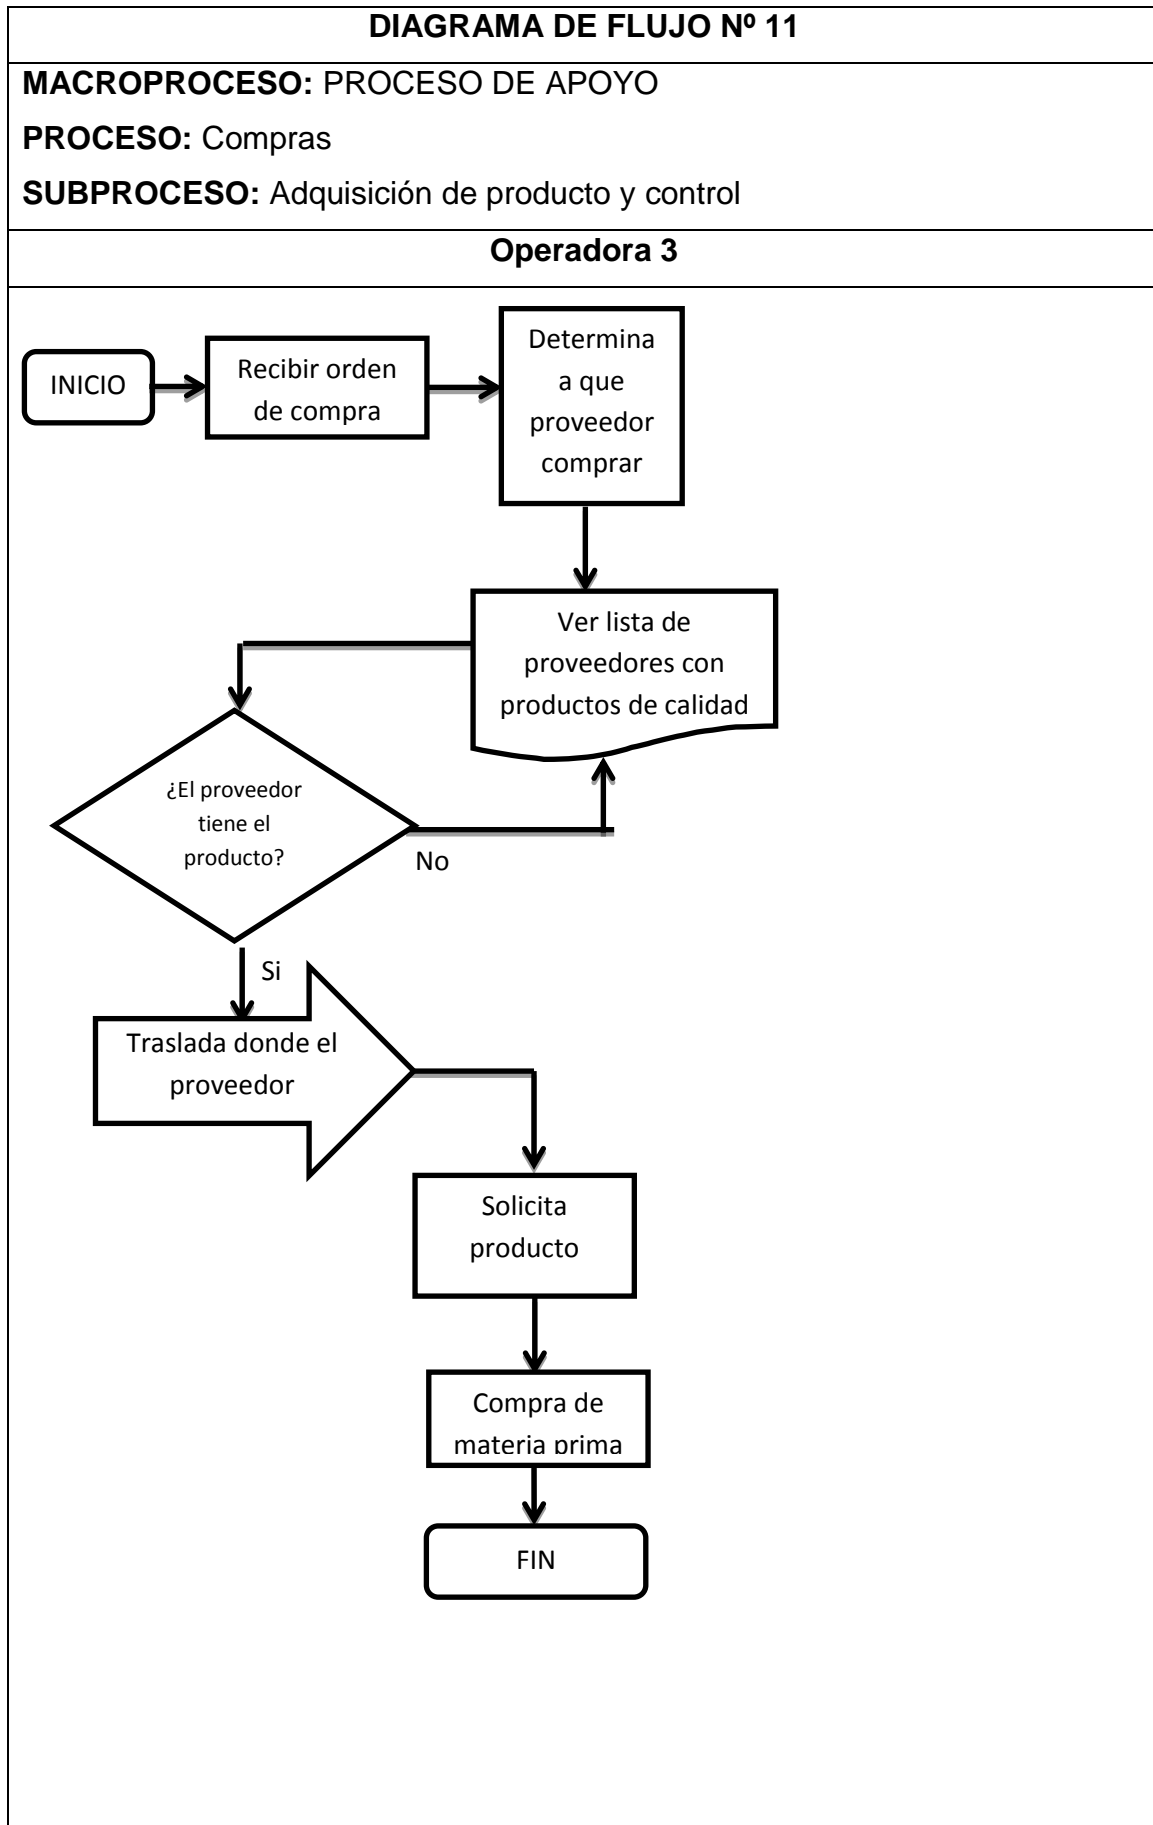 DIAGRAMA DE FLUJO Nº 11
MACROPROCESO: PROCESO DE APOYO
PROCESO: Compras
SUBPROCESO: Adquisición de producto y control
Operadora 3
INICIO
Recibir orden
de compra
Determina
a que
proveedor
comprar
Ver lista de
proveedores con
productos de calidad
¿El proveedor
tiene el
producto?
No
Si
Traslada donde el
proveedor
Solicita
producto
Compra de
materia prima
FIN